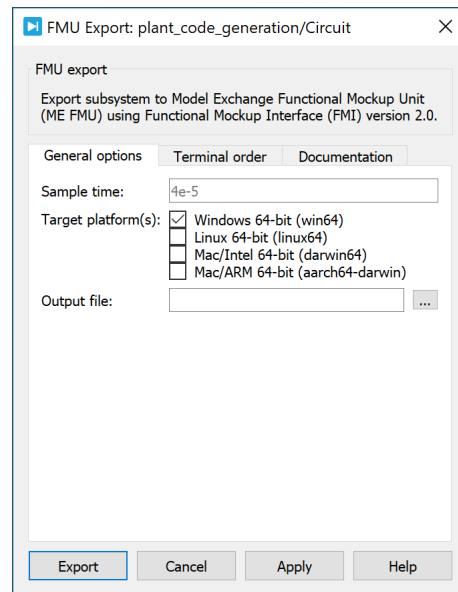 FMU Export: plant_code_generation/Circuit
FMU export
Export subsystem to Model Exchange Functional Mockup Unit
(ME FMU) using Functional Mockup Interface (FMI) version 2.0.
General options Terminal order Documentation
Sample time: 4e-5
Target platform(s): Windows 64-bit (win64)
Linux 64-bit (linux64)
Mac/Intel 64-bit (darwin64)
Mac/ARM 64-bit (aarch64-darwin)
Output file: ...
Export Cancel Apply Help